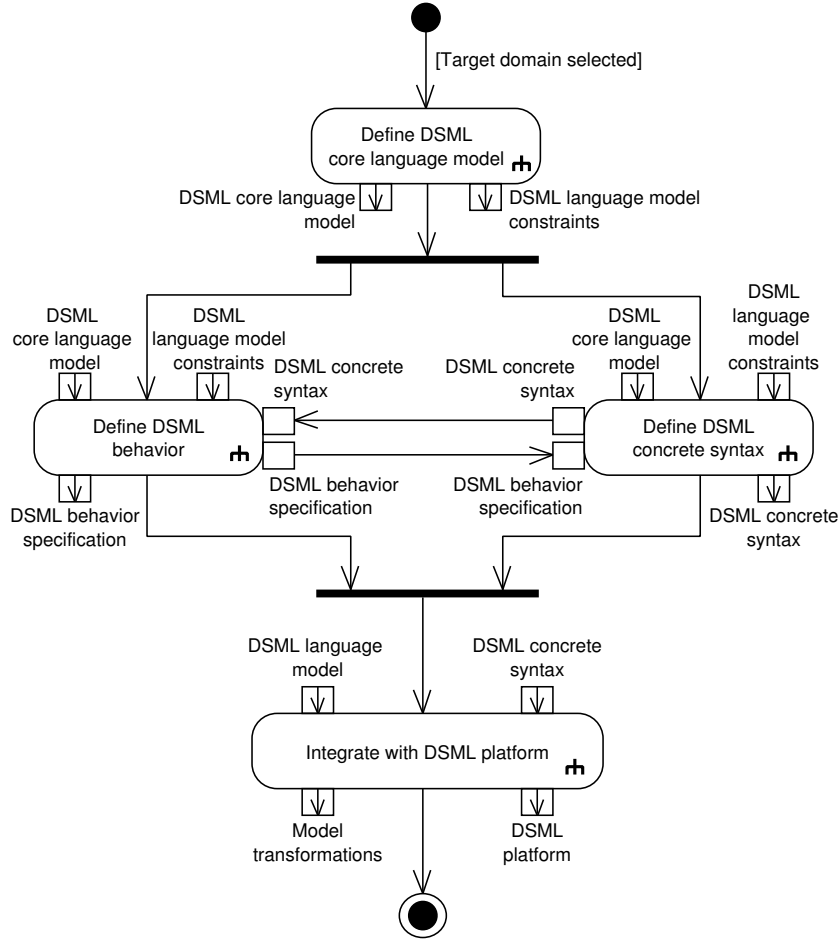 [Target domain selected]
Define DSML
core language model
DSML core language
model
DSML language model
constraints
DSML
core language
model
DSML
language model
constraints
DSML
core language
model
DSML
language
model
constraints
DSML concrete
syntax
DSML concrete
syntax
Define DSML
behavior
Define DSML
concrete syntax
DSML behavior
specification
DSML behavior
specification
DSML behavior
specification
DSML concrete
syntax
DSML language
model
DSML concrete
syntax
Integrate with DSML platform
Model
transformations
DSML
platform